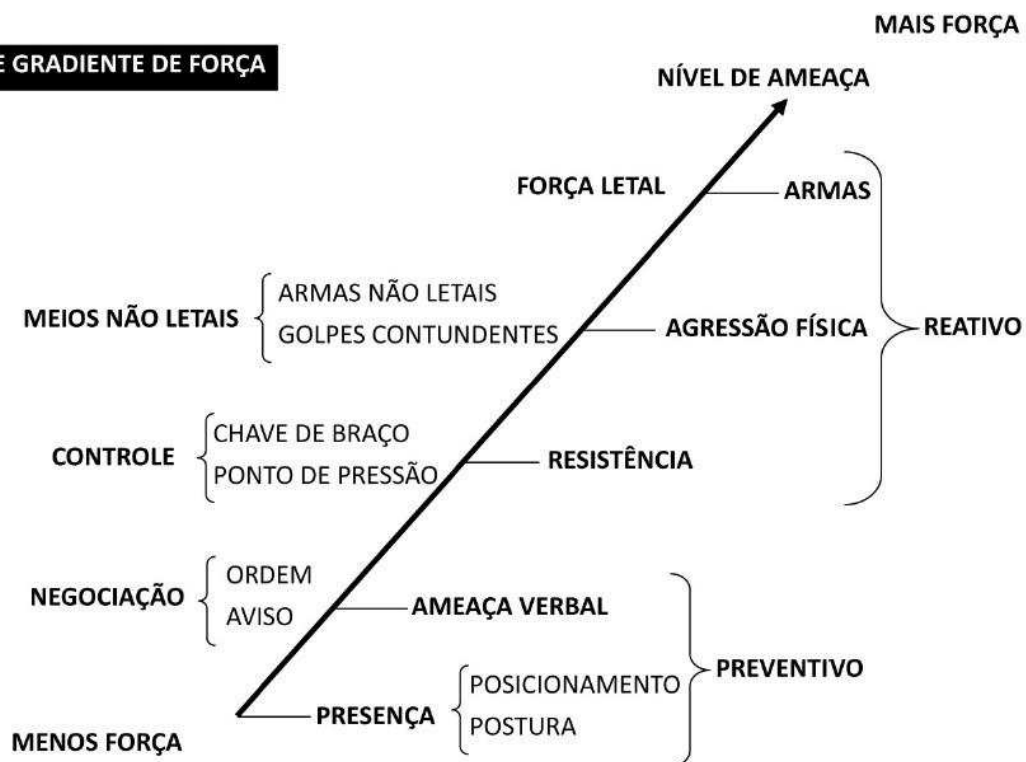 MAIS FORÇA
E GRADIENTE DE FORÇA
NÍVEL DE AMEAÇA
FORÇA LETAL
ARMAS
MEIOS NÃO LETAIS
ARMAS NÃO LETAIS
GOLPES CONTUNDENTES
AGRESSÃO FÍSICA
REATIVO
CONTROLE
CHAVE DE BRAÇO
PONTO DE PRESSÃO
RESISTÊNCIA
NEGOCIAÇÃO
ORDEM
AVISO
AMEAÇA VERBAL
PREVENTIVO
PRESENÇA
POSICIONAMENTO
POSTURA
MENOS FORÇA